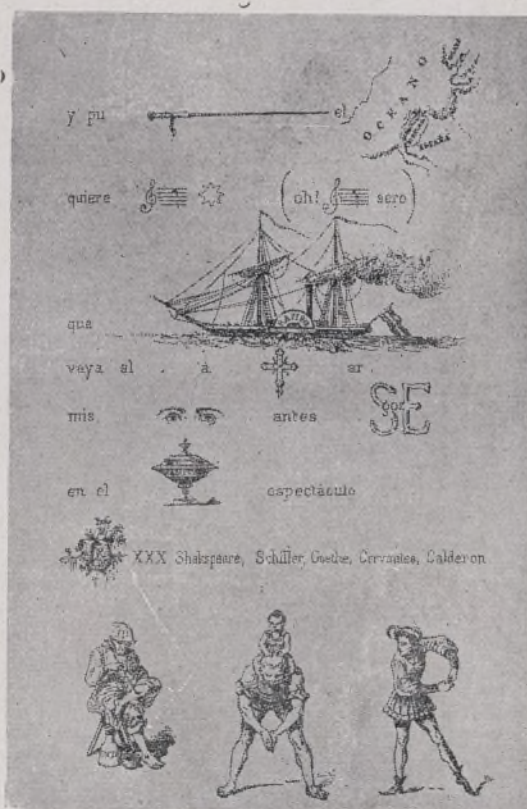 y pu el
OCEANO
quiere (oh! sero)
que
vaya al . à ar
mis antes SE
goz
en el espectáculo
XXX Shakspeare, Schiller, Goethe, Cervantes, Calderon